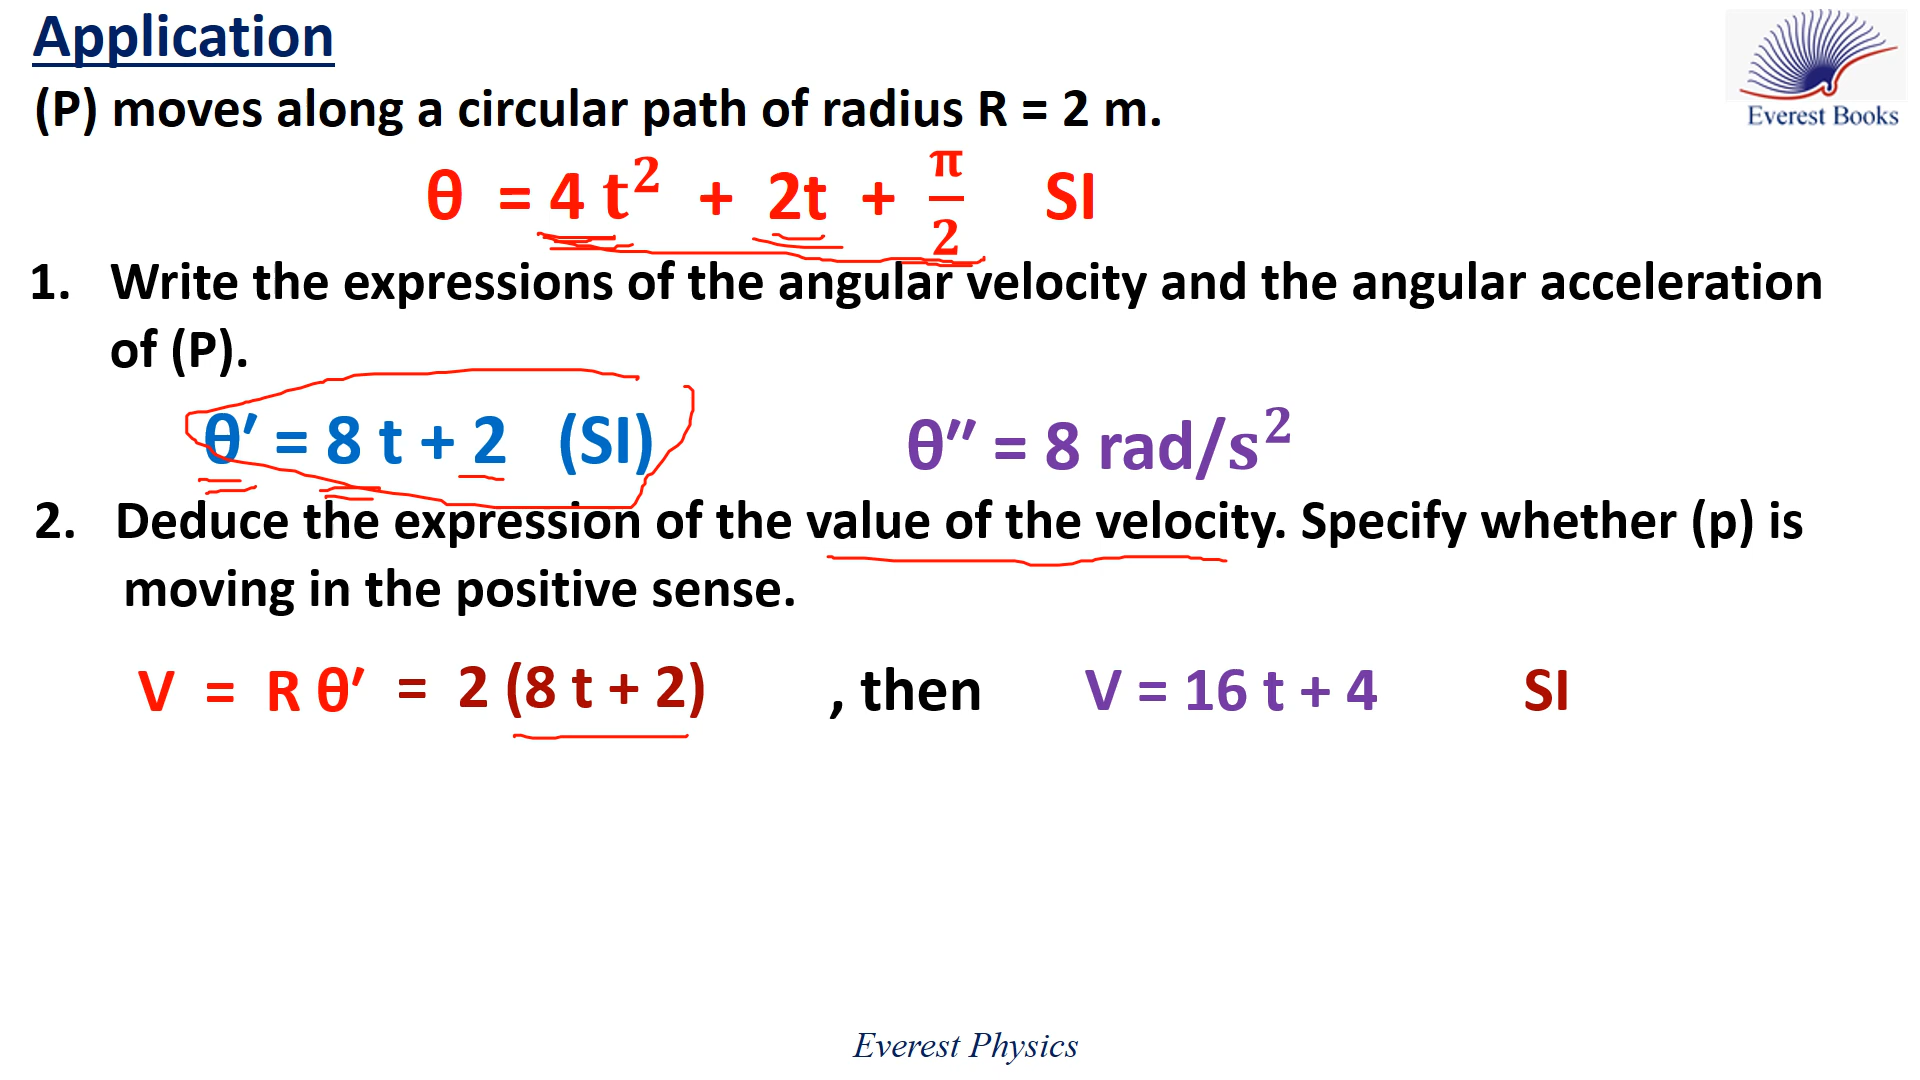 Application
Everest Books
(P) moves along a circular path of radius R = 2 m.
θ = 4 t² + 2t + π/2 SI
1. Write the expressions of the angular velocity and the angular acceleration
of (P).
θ′ = 8 t + 2 (SI) θ′′ = 8 rad/s²
2. Deduce the expression of the value of the velocity. Specify whether (p) is
moving in the positive sense.
V = R θ′ = 2 (8 t + 2) , then V = 16 t + 4 SI
Everest Physics